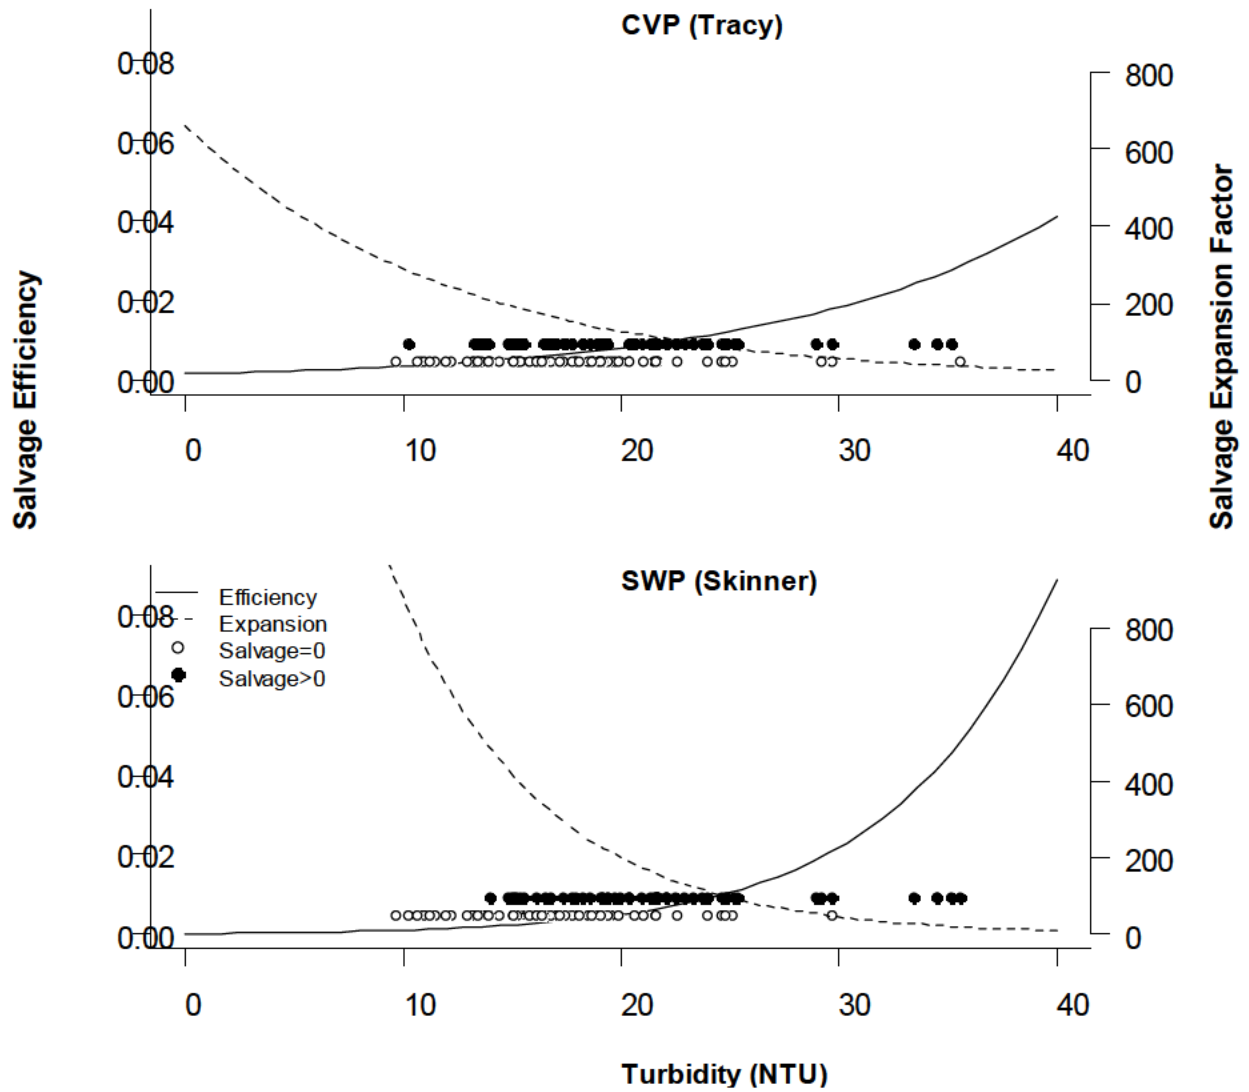 CVP (Tracy)
0.08
0.06
0.04
0.02
0.00
800
600
400
200
0
0 10 20 30 40
Salvage Efficiency
Salvage Expansion Factor
SWP (Skinner)
Efficiency
Expansion
Salvage=0
Salvage>0
0.08
0.06
0.04
0.02
0.00
800
600
400
200
0
0 10 20 30 40
Turbidity (NTU)